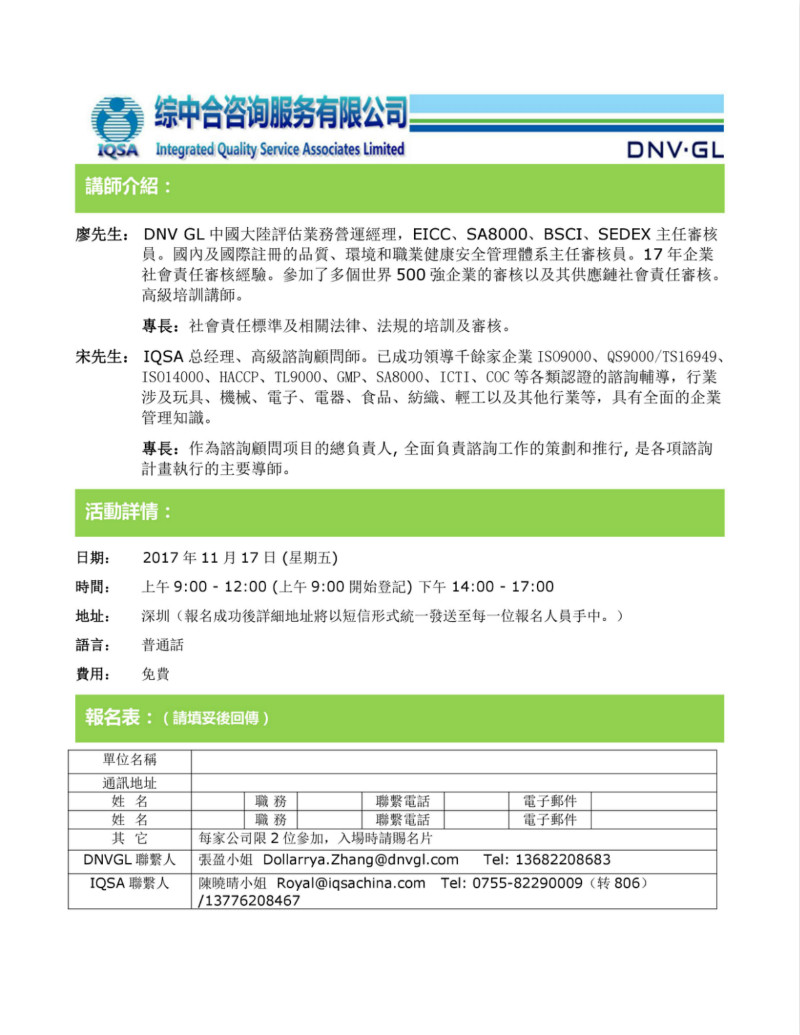 综中合咨询服务有限公司
IQSA
Integrated Quality Service Associates Limited
DNV·GL
講師介紹：
廖先生： DNV GL 中國大陸評估業務營運經理，EICC、SA8000、BSCI、SEDEX 主任審核
員。國內及國際註冊的品質、環境和職業健康安全管理體系主任審核員。17 年企業
社會責任審核經驗。參加了多個世界 500 強企業的審核以及其供應鏈社會責任審核。
高級培訓講師。
專長：社會責任標準及相關法律、法規的培訓及審核。
宋先生： IQSA 总经理、高級諮詢顧問師。已成功領導千餘家企業 ISO9000、QS9000/TS16949、
ISO14000、HACCP、TL9000、GMP、SA8000、ICTI、COC 等各類認證的諮詢輔導，行業
涉及玩具、機械、電子、電器、食品、紡織、輕工以及其他行業等，具有全面的企業
管理知識。
專長：作為諮詢顧問项目的總負責人, 全面負責諮詢工作的策劃和推行, 是各項諮詢
計畫執行的主要導師。
活動詳情：
日期： 2017 年 11 月 17 日 (星期五)
時間： 上午 9:00 - 12:00 (上午 9:00 開始登記) 下午 14:00 - 17:00
地址： 深圳（報名成功後詳細地址將以短信形式統一發送至每一位報名人員手中。）
語言： 普通話
費用： 免費
報名表：（請填妥後回傳）
單位名稱
通訊地址
姓 名 職 務 聯繫電話 電子郵件
姓 名 職 務 聯繫電話 電子郵件
其 它 每家公司限 2 位參加，入場時請賜名片
DNVGL 聯繫人 張盈小姐 Dollarrya.Zhang@dnvgl.com Tel: 13682208683
IQSA 聯繫人 陳曉晴小姐 Royal@iqsachina.com Tel: 0755-82290009（转 806）
/13776208467